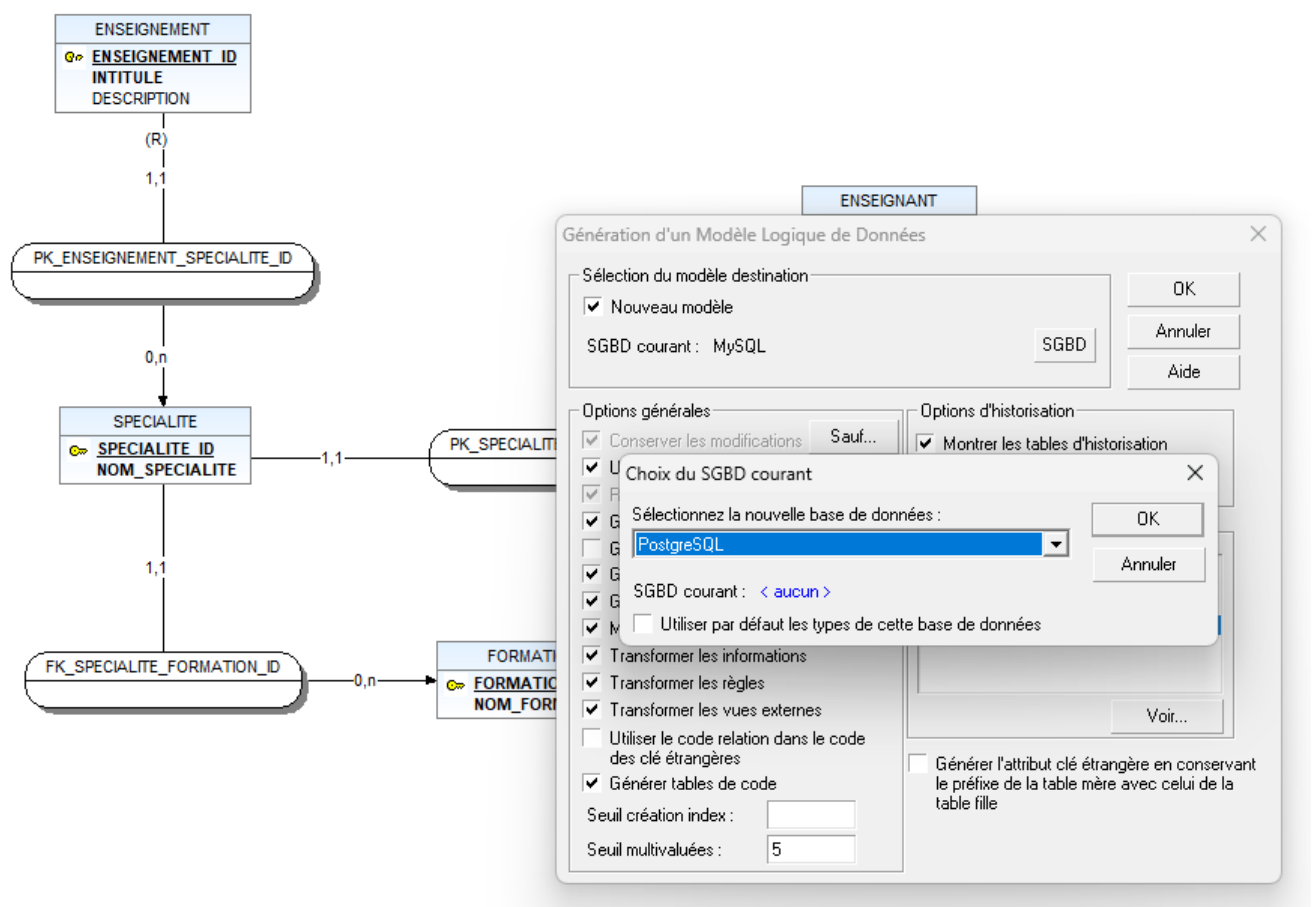 ENSEIGNEMENT
ENSEIGNEMENT_ID
INTITULE
DESCRIPTION
(R)
1,1
PK_ENSEIGNEMENT_SPECIALITE_ID
0,n
SPECIALITE
SPECIALITE_ID
NOM_SPECIALITE
1,1
PK_SPECIALIT
1,1
FK_SPECIALITE_FORMATION_ID
0,n
FORMATI
FORMATIO
NOM_FOR
ENSEIGNANT
Génération d'un Modèle Logique de Données
Sélection du modèle destination
Nouveau modèle
SGBD courant : MySQL
SGBD
OK
Annuler
Aide
Options générales
Conserver les modifications
Sauf...
Options d'historisation
Montrer les tables d'historisation
U
G
G
G
G
M
Choix du SGBD courant
Sélectionnez la nouvelle base de données :
PostgreSQL
OK
Annuler
SGBD courant : < aucun >
Utiliser par défaut les types de cette base de données
Transformer les informations
Transformer les règles
Transformer les vues externes
Utiliser le code relation dans le code
des clé étrangères
Générer tables de code
Seuil création index :
Seuil multivaluées : 5
Voir...
Générer l'attribut clé étrangère en conservant
le préfixe de la table mère avec celui de la
table fille